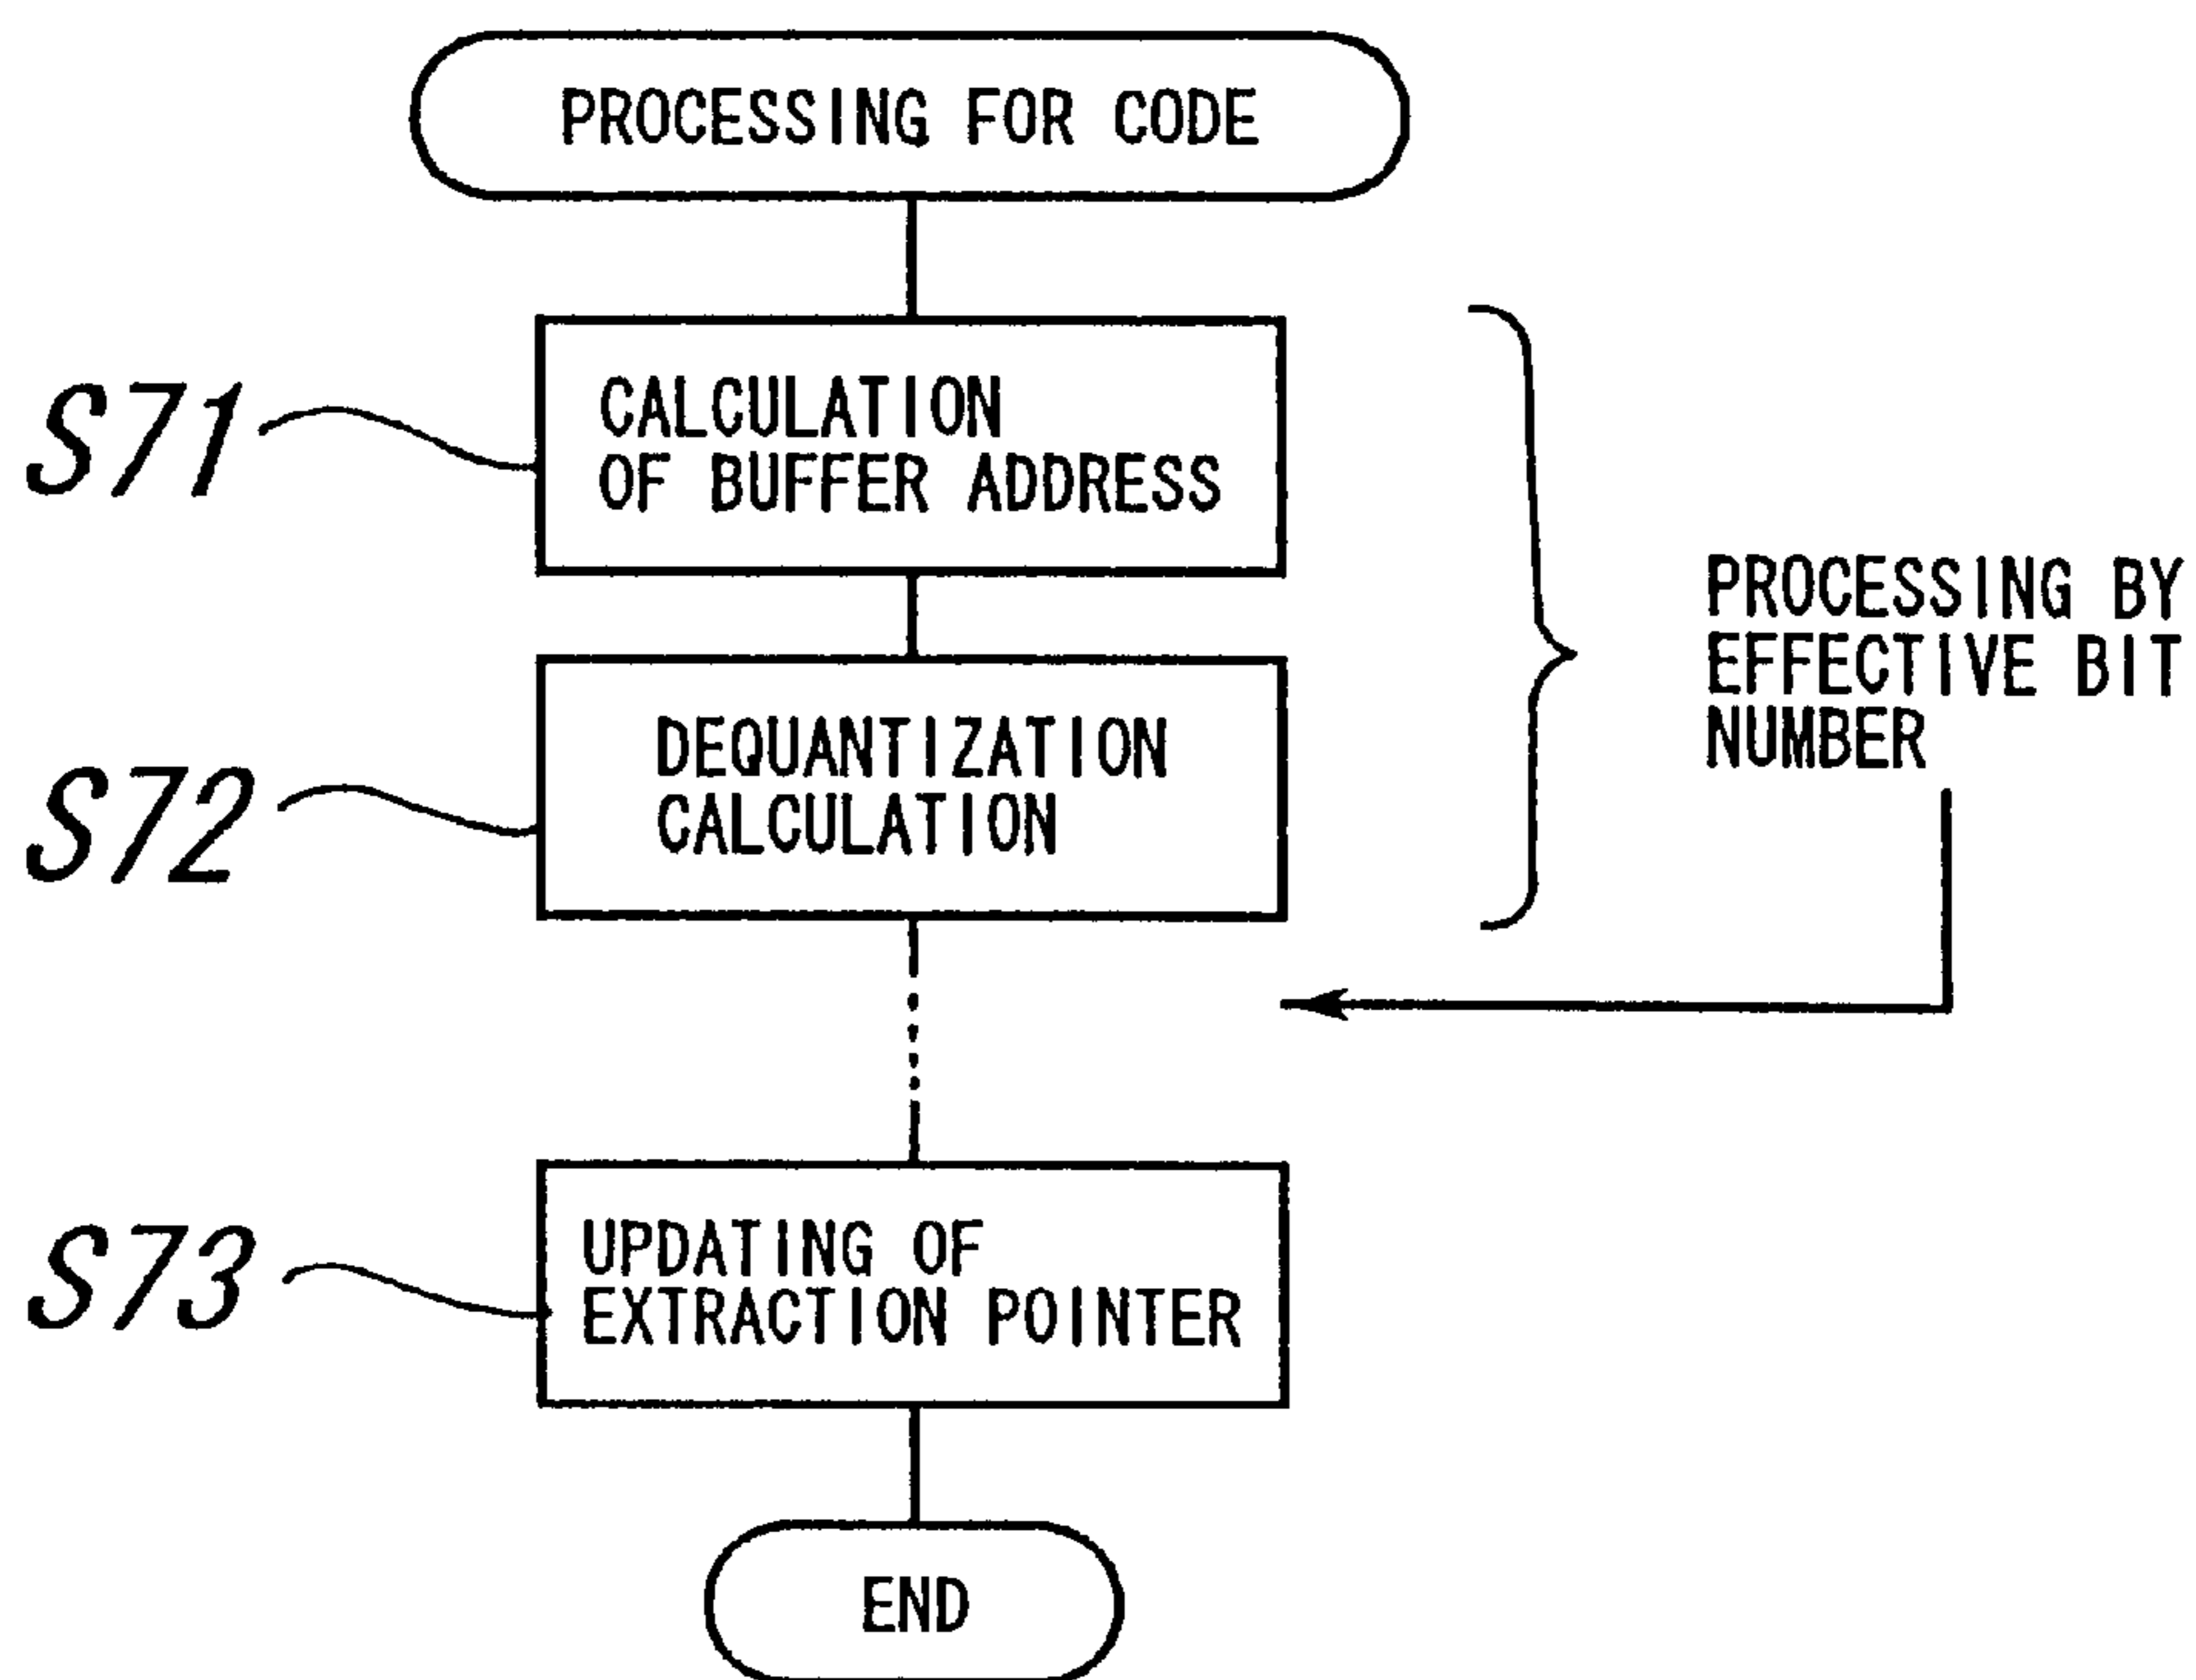 PROCESSING FOR CODE
S71
CALCULATION
OF BUFFER ADDRESS
PROCESSING BY
EFFECTIVE BIT
NUMBER
S72
DEQUANTIZATION
CALCULATION
S73
UPDATING OF
EXTRACTION POINTER
END